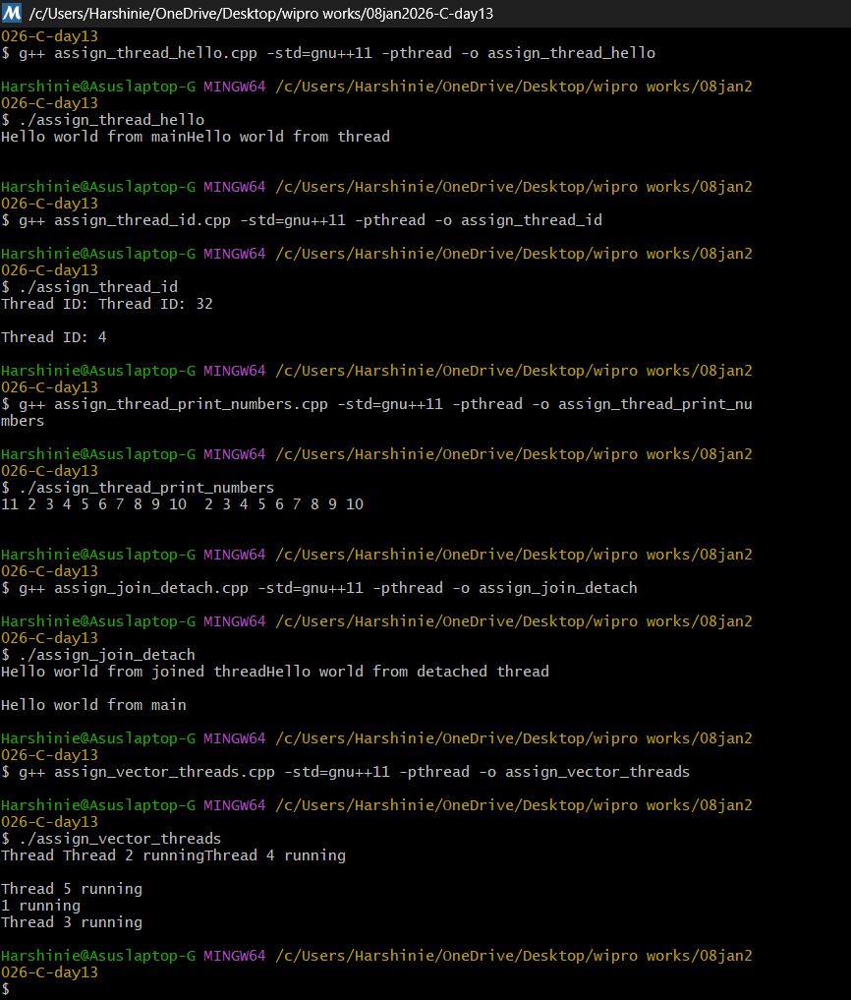 M /c/Users/Harshinie/OneDrive/Desktop/wipro works/08jan2026-C-day13
026-C-day13
$ g++ assign_thread_hello.cpp -std=gnu++11 -pthread -o assign_thread_hello
Harshinie@Asuslaptop-G MINGW64 /c/Users/Harshinie/OneDrive/Desktop/wipro works/08jan2
026-C-day13
$ ./assign_thread_hello
Hello world from mainHello world from thread
Harshinie@Asuslaptop-G MINGW64 /c/Users/Harshinie/OneDrive/Desktop/wipro works/08jan2
026-C-day13
$ g++ assign_thread_id.cpp -std=gnu++11 -pthread -o assign_thread_id
Harshinie@Asuslaptop-G MINGW64 /c/Users/Harshinie/OneDrive/Desktop/wipro works/08jan2
026-C-day13
$ ./assign_thread_id
Thread ID: Thread ID: 32
Thread ID: 4
Harshinie@Asuslaptop-G MINGW64 /c/Users/Harshinie/OneDrive/Desktop/wipro works/08jan2
026-C-day13
$ g++ assign_thread_print_numbers.cpp -std=gnu++11 -pthread -o assign_thread_print_nu
mbers
Harshinie@Asuslaptop-G MINGW64 /c/Users/Harshinie/OneDrive/Desktop/wipro works/08jan2
026-C-day13
$ ./assign_thread_print_numbers
11 2 3 4 5 6 7 8 9 10  2 3 4 5 6 7 8 9 10
Harshinie@Asuslaptop-G MINGW64 /c/Users/Harshinie/OneDrive/Desktop/wipro works/08jan2
026-C-day13
$ g++ assign_join_detach.cpp -std=gnu++11 -pthread -o assign_join_detach
Harshinie@Asuslaptop-G MINGW64 /c/Users/Harshinie/OneDrive/Desktop/wipro works/08jan2
026-C-day13
$ ./assign_join_detach
Hello world from joined threadHello world from detached thread
Hello world from main
Harshinie@Asuslaptop-G MINGW64 /c/Users/Harshinie/OneDrive/Desktop/wipro works/08jan2
026-C-day13
$ g++ assign_vector_threads.cpp -std=gnu++11 -pthread -o assign_vector_threads
Harshinie@Asuslaptop-G MINGW64 /c/Users/Harshinie/OneDrive/Desktop/wipro works/08jan2
026-C-day13
$ ./assign_vector_threads
Thread Thread 2 runningThread 4 running
Thread 5 running
1 running
Thread 3 running
Harshinie@Asuslaptop-G MINGW64 /c/Users/Harshinie/OneDrive/Desktop/wipro works/08jan2
026-C-day13
$